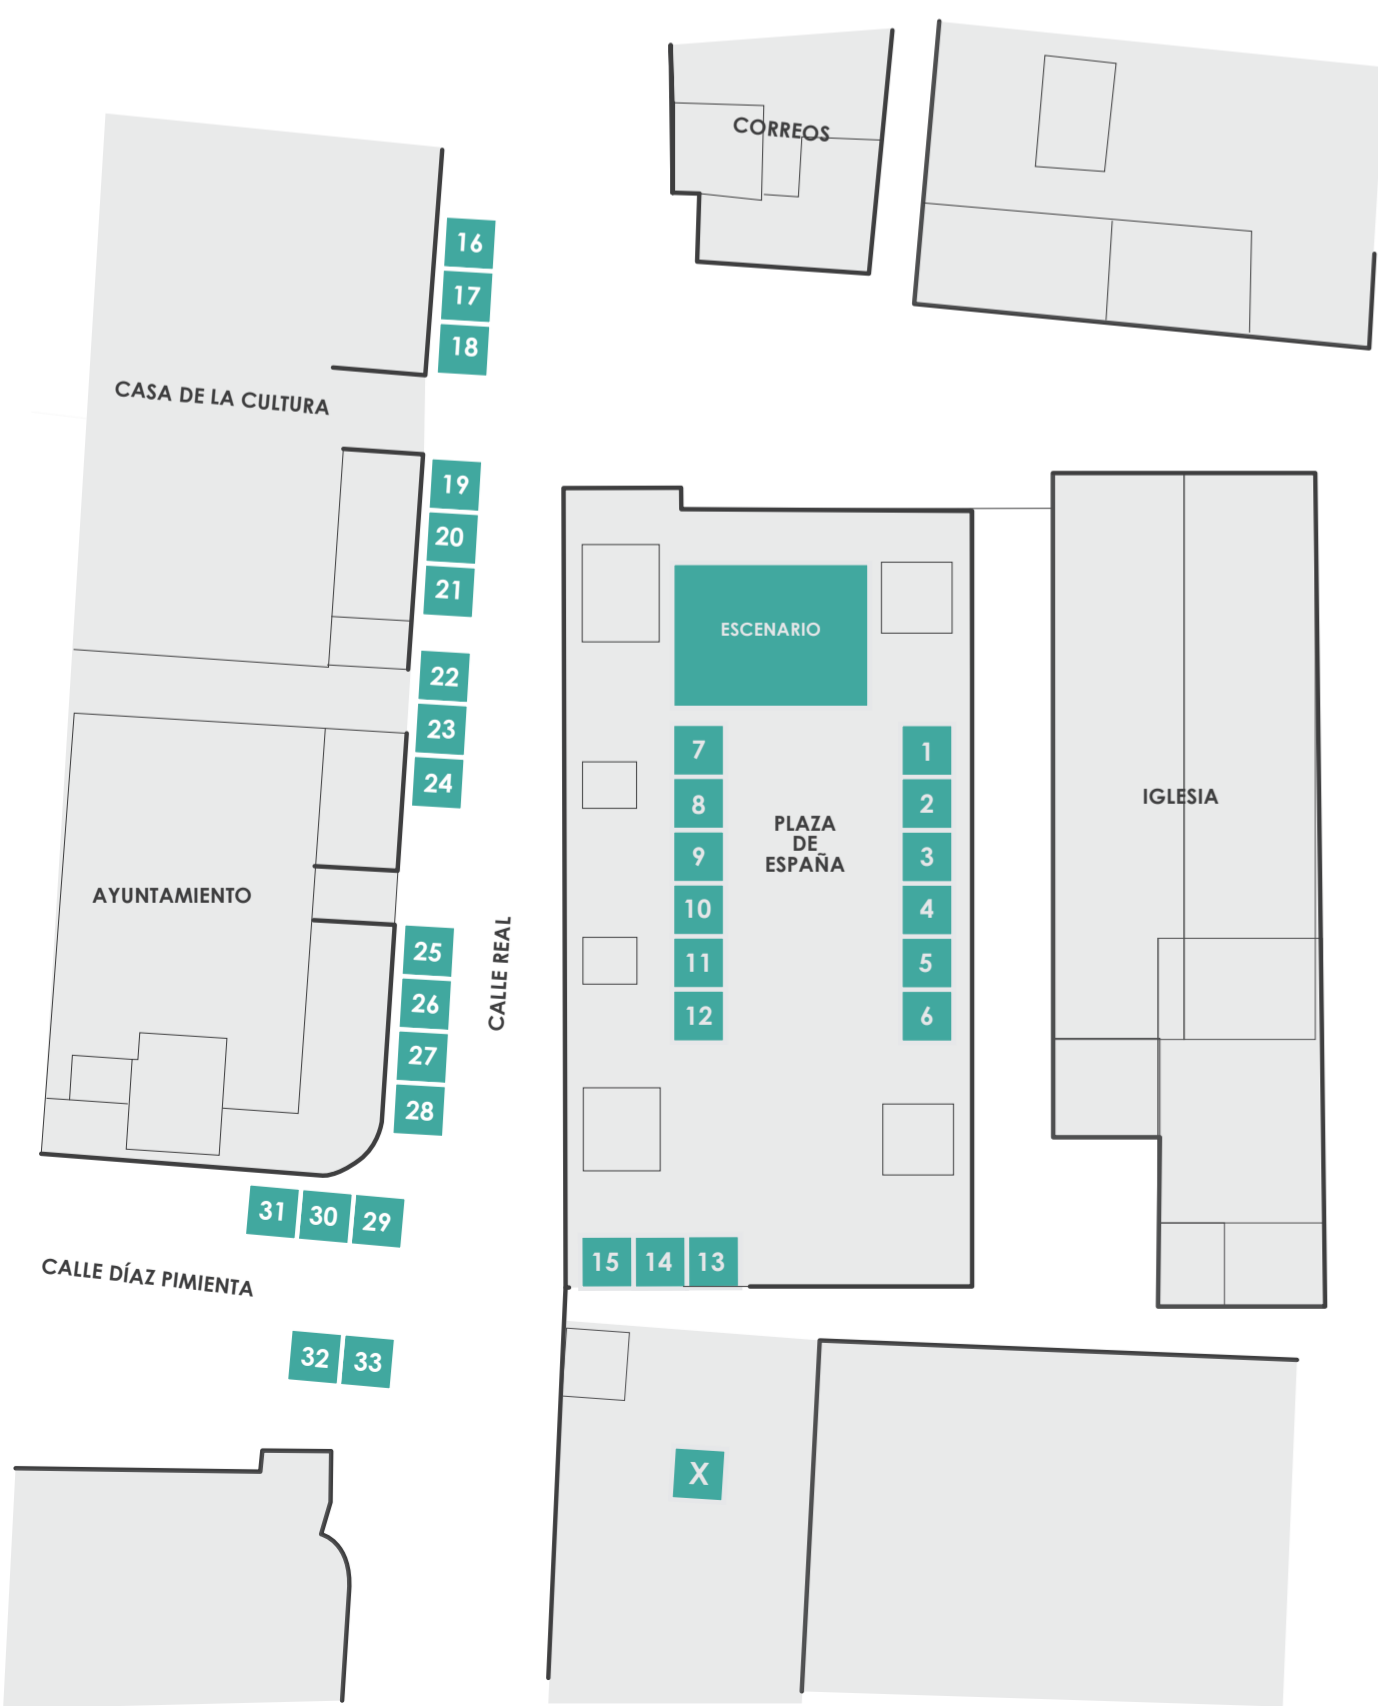 CORREOS
16
17
18
CASA DE LA CULTURA
19
20
21
ESCENARIO
22
23
24
7
8
9
10
11
12
1
2
3
4
5
6
PLAZA
DE
ESPAÑA
IGLESIA
AYUNTAMIENTO
CALLE REAL
25
26
27
28
31 30 29
15 14 13
CALLE DÍAZ PIMIENTA
32 33
X